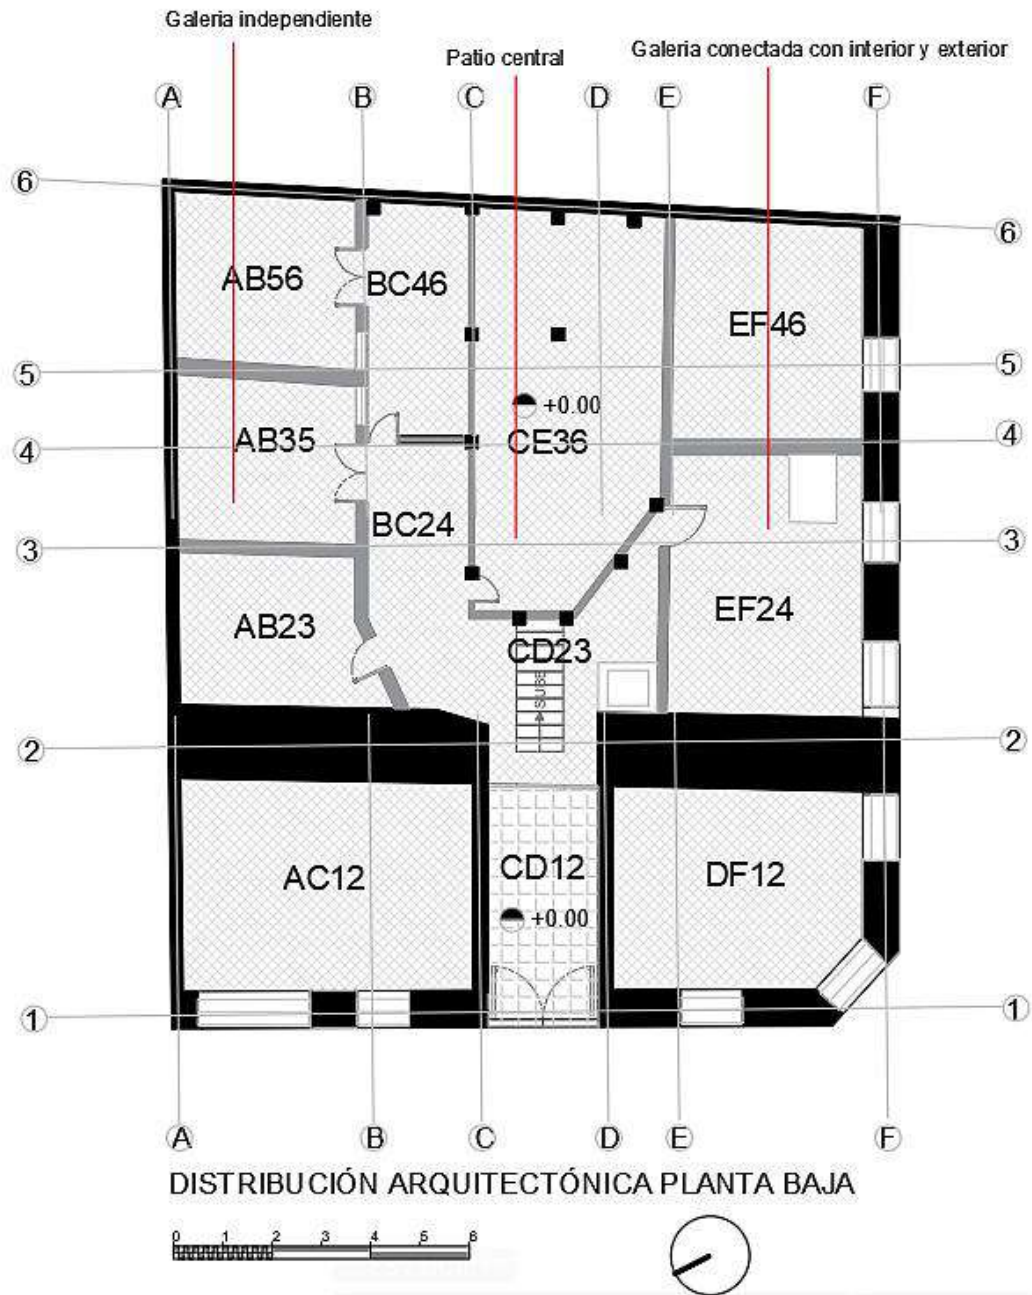 Galeria independiente
Patio central
Galeria conectada con interior y exterior
A B C D E F
6
6
AB56
BC46
EF46
5
5
+0.00
4
AB35
CE36
4
BC24
3
3
AB23
EF24
CD23
SUBE
2
2
AC12
CD12
DF12
+0.00
1
1
A B C D E F
DISTRIBUCIÓN ARQUITECTÓNICA PLANTA BAJA
0 1 2 3 4 6